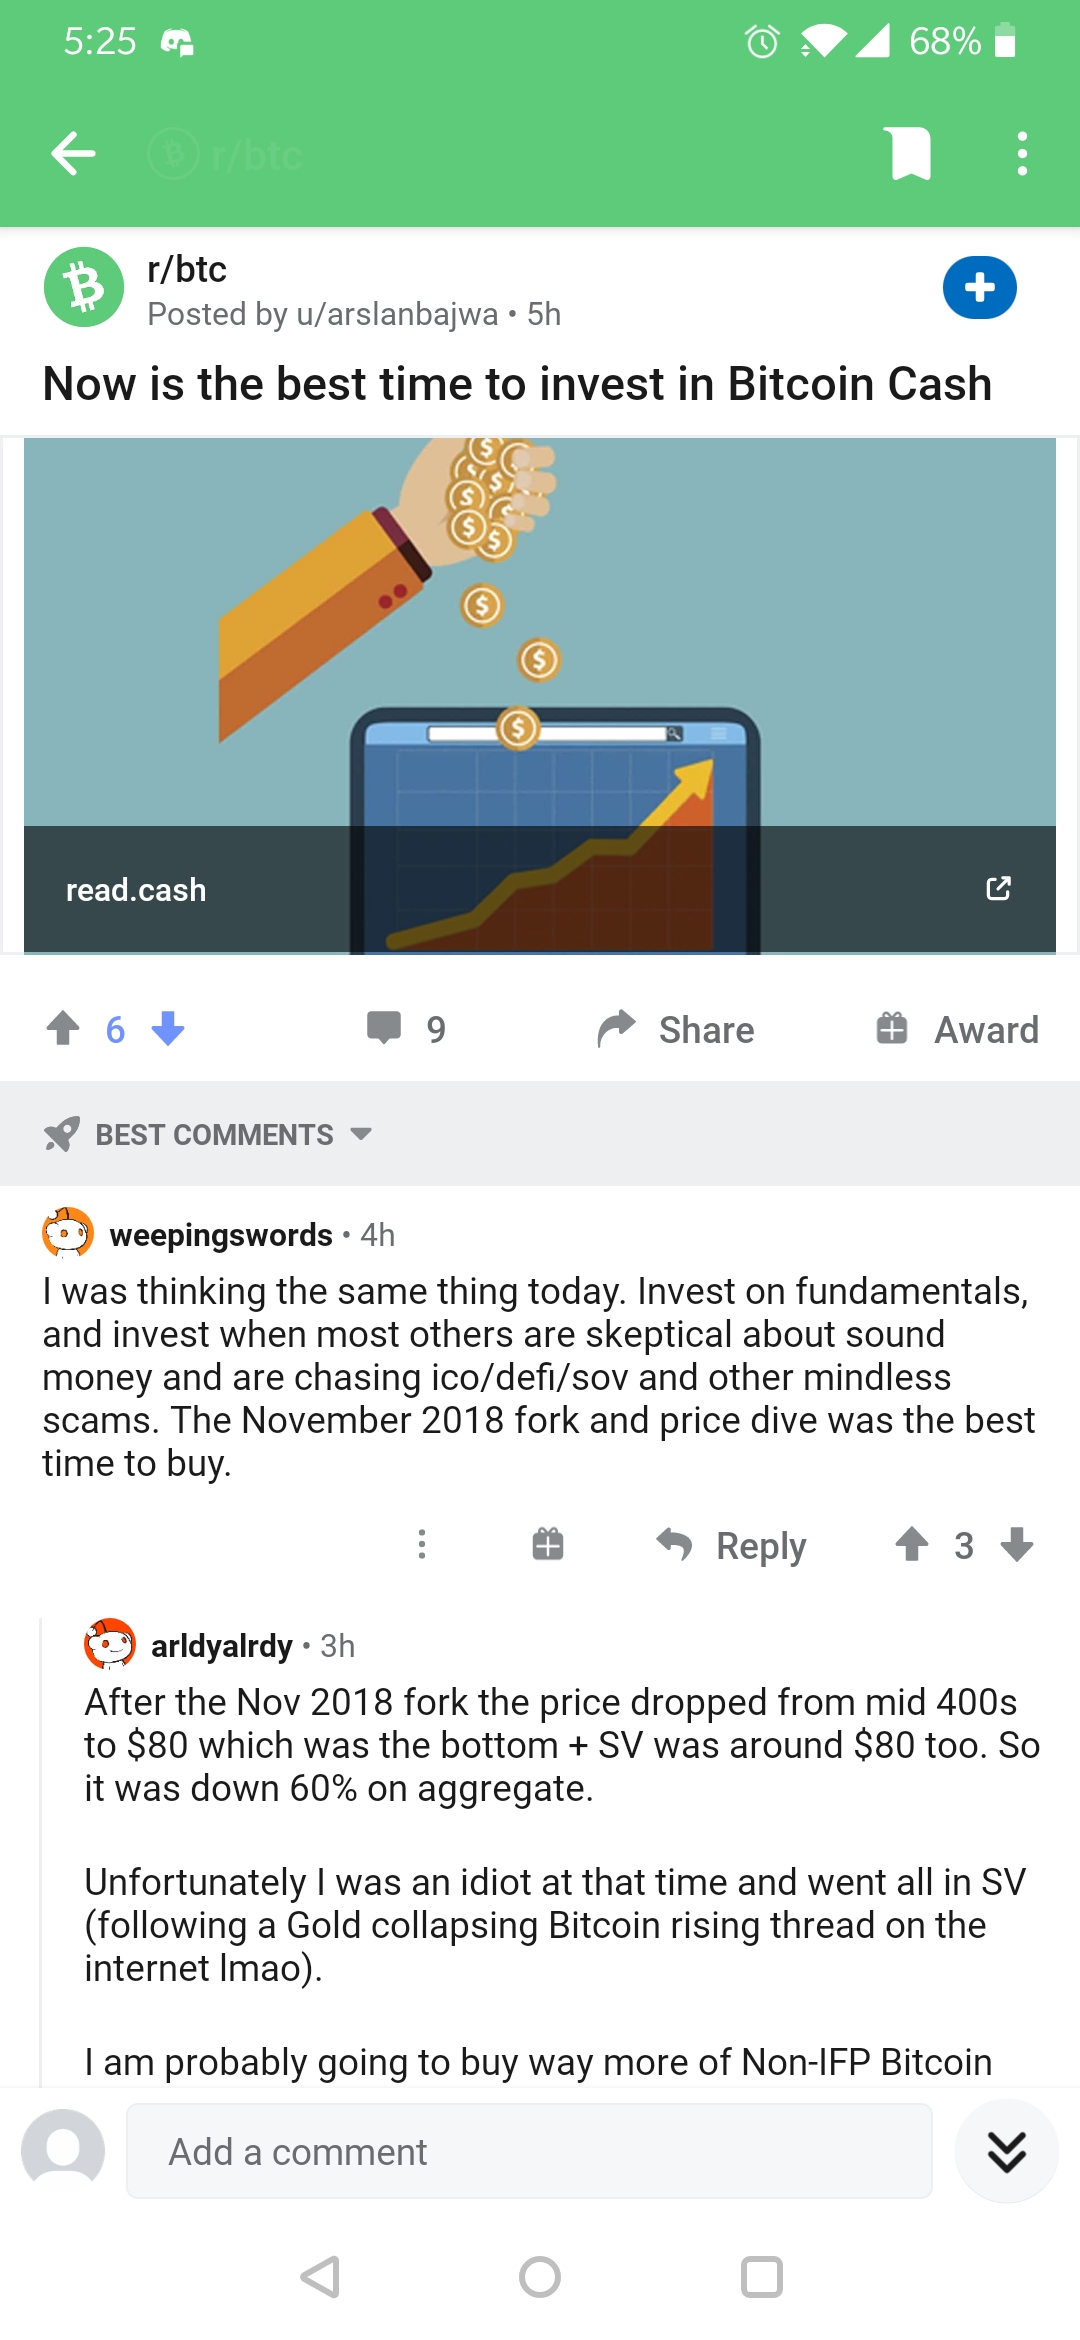 5:25
68%
r/btc
r/btc
Posted by u/arslanbajwa • 5h
Now is the best time to invest in Bitcoin Cash
read.cash
6
9
Share
Award
BEST COMMENTS
weepingswords • 4h
I was thinking the same thing today. Invest on fundamentals,
and invest when most others are skeptical about sound
money and are chasing ico/defi/sov and other mindless
scams. The November 2018 fork and price dive was the best
time to buy.
Reply
3
arldyalrdy • 3h
After the Nov 2018 fork the price dropped from mid 400s
to $80 which was the bottom + SV was around $80 too. So
it was down 60% on aggregate.
Unfortunately I was an idiot at that time and went all in SV
(following a Gold collapsing Bitcoin rising thread on the
internet lmao).
I am probably going to buy way more of Non-IFP Bitcoin
Add a comment